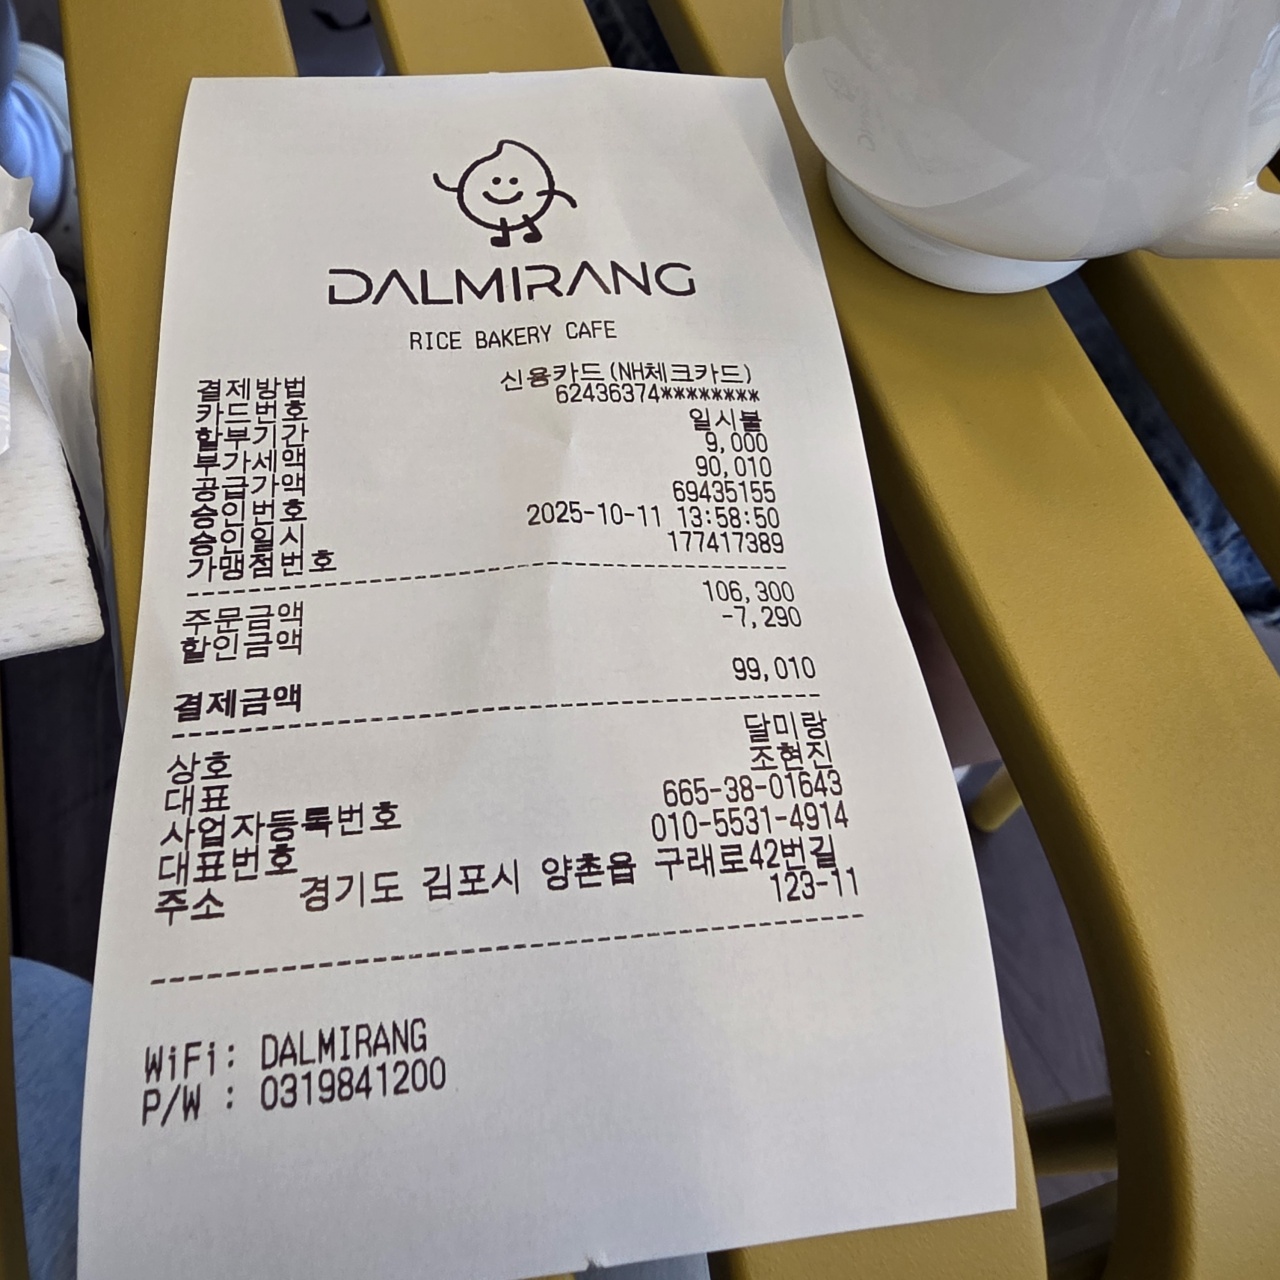 DALMIRANG
RICE BAKERY CAFE
결제방법 신용카드(NH체크카드)
카드번호 62436374********
할부기간 일시불
부가세액 9,000
공급가액 90,010
승인번호 69435155
승인일시 2025-10-11 13:58:50
가맹점번호 177417389
주문금액 106,300
할인금액 -7,290
결제금액 99,010
상호 달미랑
대표 조현진
사업자등록번호 665-38-01643
대표번호 010-5531-4914
주소 경기도 김포시 양촌읍 구래로42번길
123-11
WiFi: DALMIRANG
P/W : 0319841200